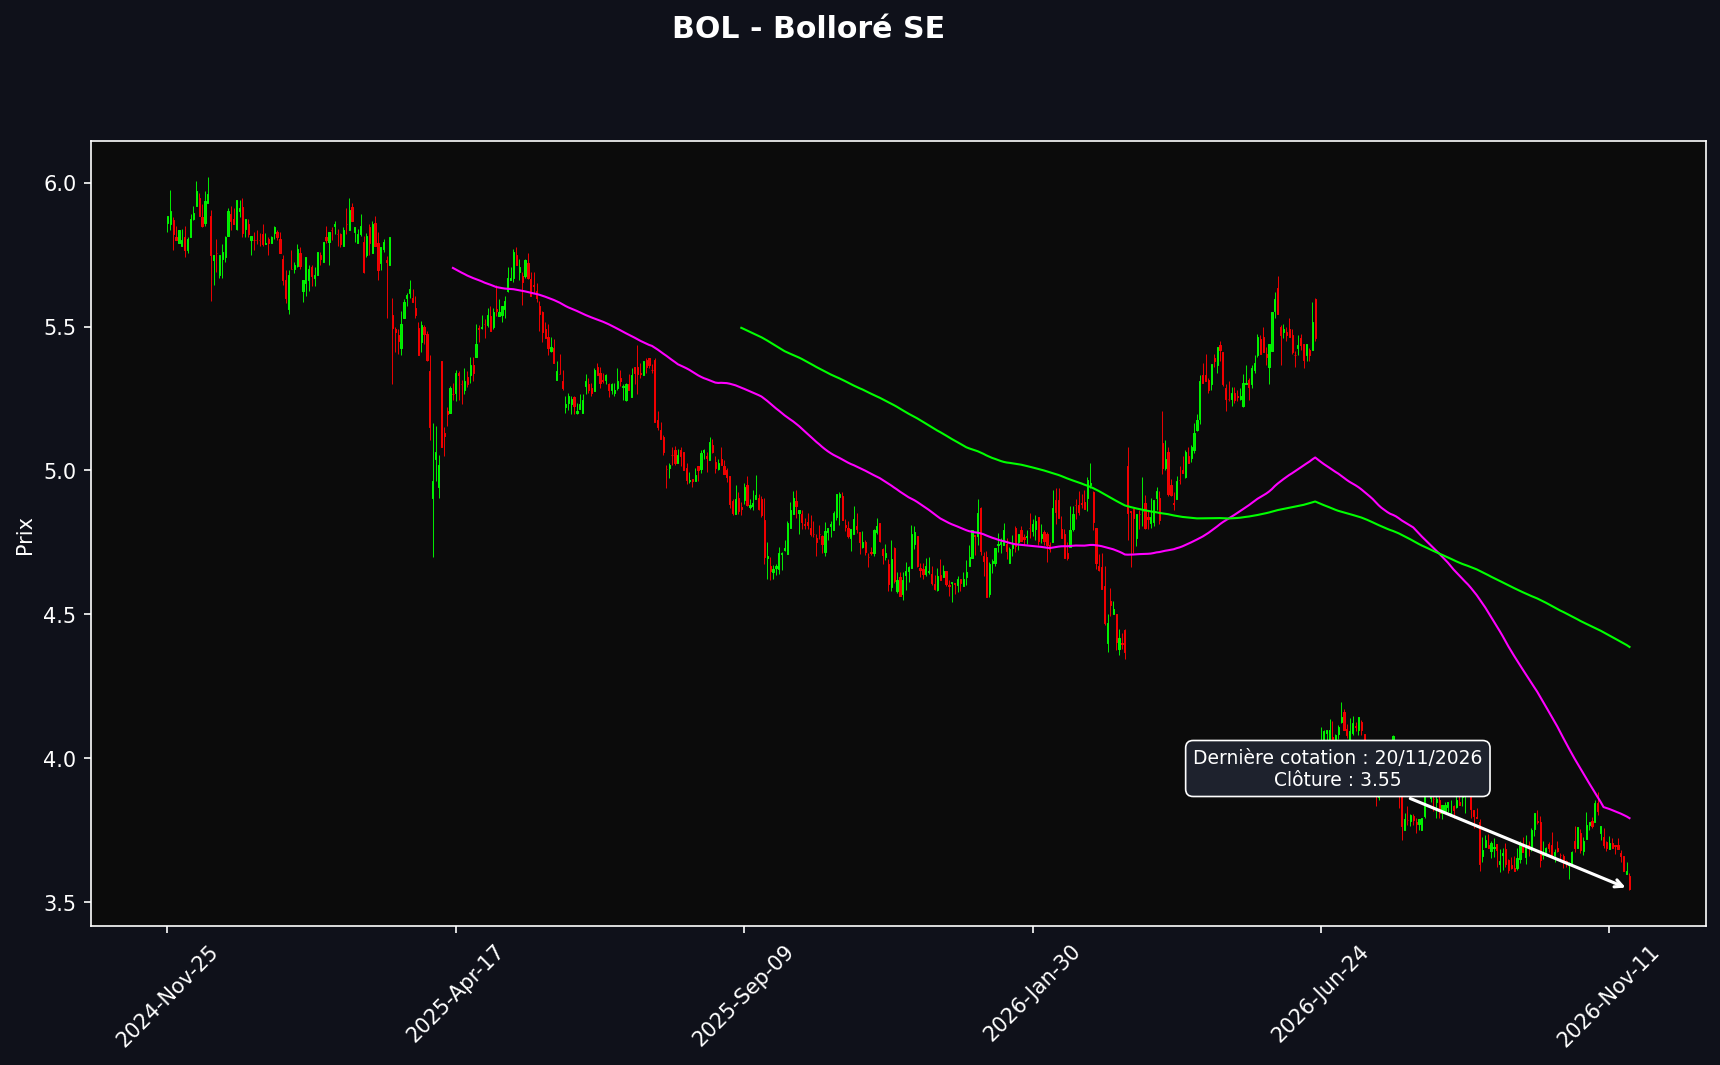 BOL - Bolloré SE
Prix
6.0
5.5
5.0
4.5
4.0
3.5
Dernière cotation : 20/11/2026
Clôture : 3.55
2024-Nov-25
2025-Apr-17
2025-Sep-09
2026-Jan-30
2026-Jun-24
2026-Nov-11